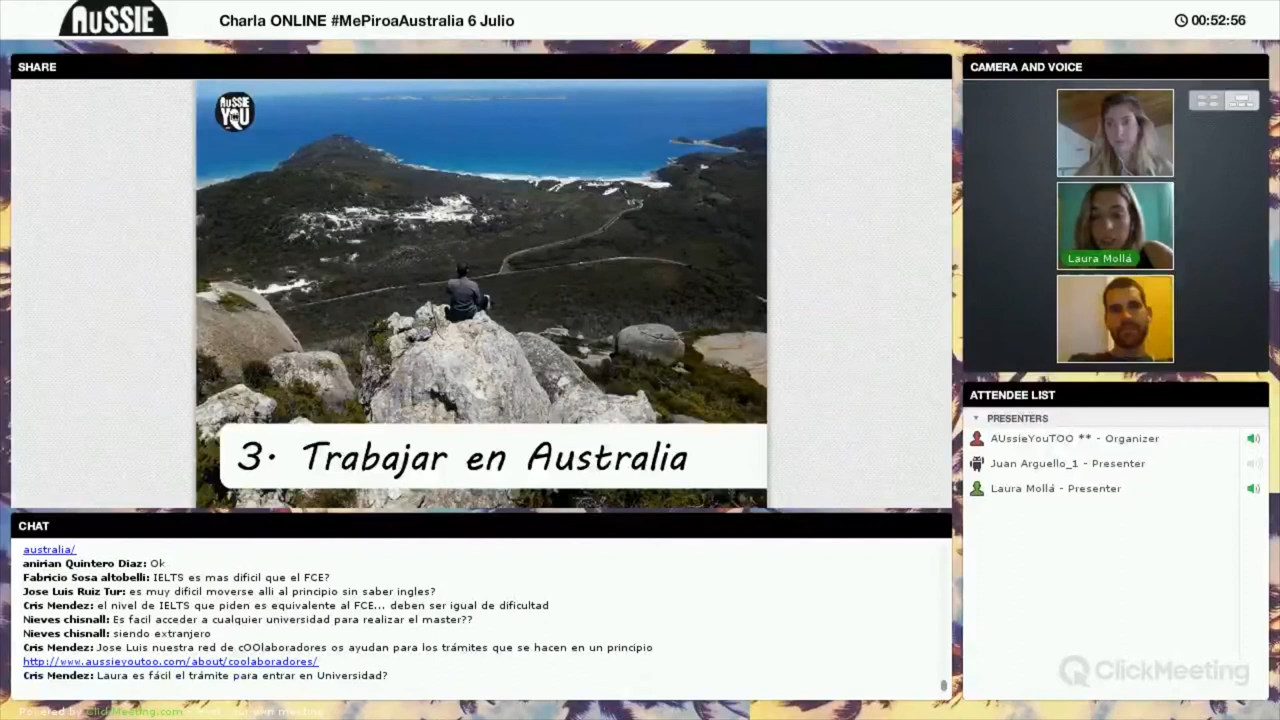 AUSSIE
Charla ONLINE #MePiroaAustralia 6 Julio
00:52:56
SHARE
AUSSIE
YOU
3. Trabajar en Australia
CAMERA AND VOICE
Laura Mollá
ATTENDEE LIST
PRESENTERS
AUssieYouTOO ** - Organizer
Juan Arguello_1 - Presenter
Laura Mollá - Presenter
CHAT
australia/
anirian Quintero Diaz: Ok
Fabricio Sosa altobelli: IELTS es mas dificil que el FCE?
Jose Luis Ruiz Tur: es muy dificil moverse alli al principio sin saber ingles?
Cris Mendez: el nivel de IELTS que piden es equivalente al FCE... deben ser igual de dificultad
Nieves chisnall: Es facil acceder a cualquier universidad para realizar el master??
Nieves chisnall: siendo extranjero
Cris Mendez: Jose Luis nuestra red de cOOlaboradores os ayudan para los trámites que se hacen en un principio
http://www.aussieyoutoo.com/about/coolaboradores/
Cris Mendez: Laura es fácil el trámite para entrar en Universidad?
ClickMeeting
Powered by ClickMeeting.com